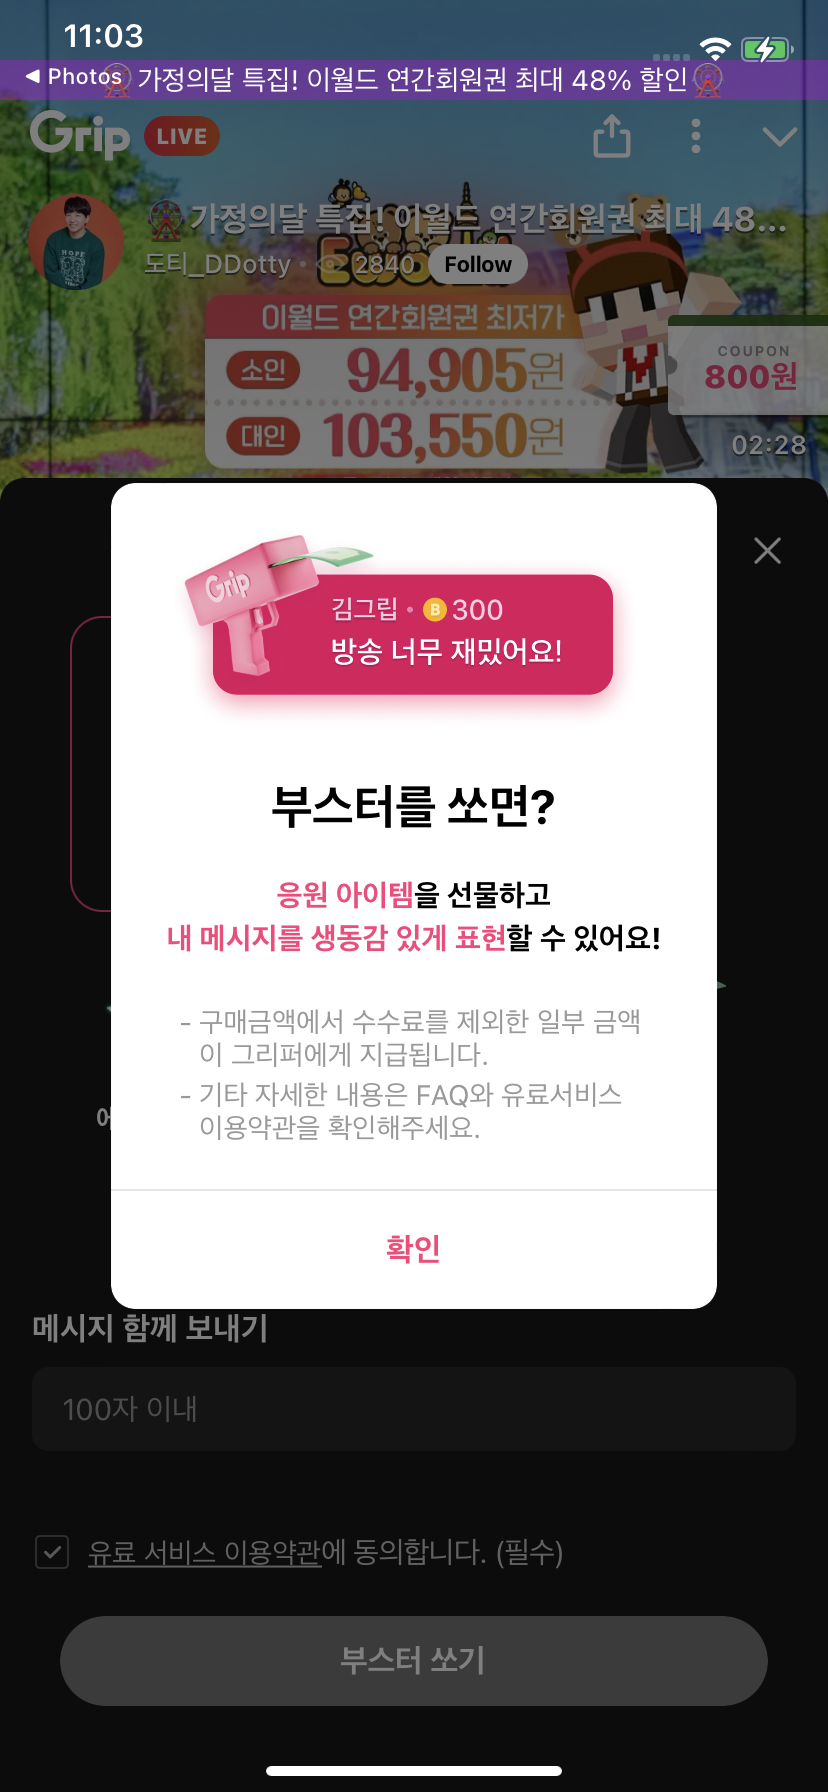 11:03
◀ Photos
가정의달 특집! 이월드 연간회원권 최대 48% 할인
Grip LIVE
가정의달 특집! 이월드 연간회원권 최대 48...
도티_DDotty • 2840 Follow
HOPE
이월드 연간회원권 최저가
소인 94,905원
대인 103,550원
COUPON
800원
02:28
Grip
김그립 • B 300
방송 너무 재밌어요!
부스터를 쏘면?
응원 아이템을 선물하고
내 메시지를 생동감 있게 표현할 수 있어요!
- 구매금액에서 수수료를 제외한 일부 금액
이 그리퍼에게 지급됩니다.
- 기타 자세한 내용은 FAQ와 유료서비스
이용약관을 확인해주세요.
확인
메시지 함께 보내기
100자 이내
유료 서비스 이용약관에 동의합니다. (필수)
부스터 쏘기